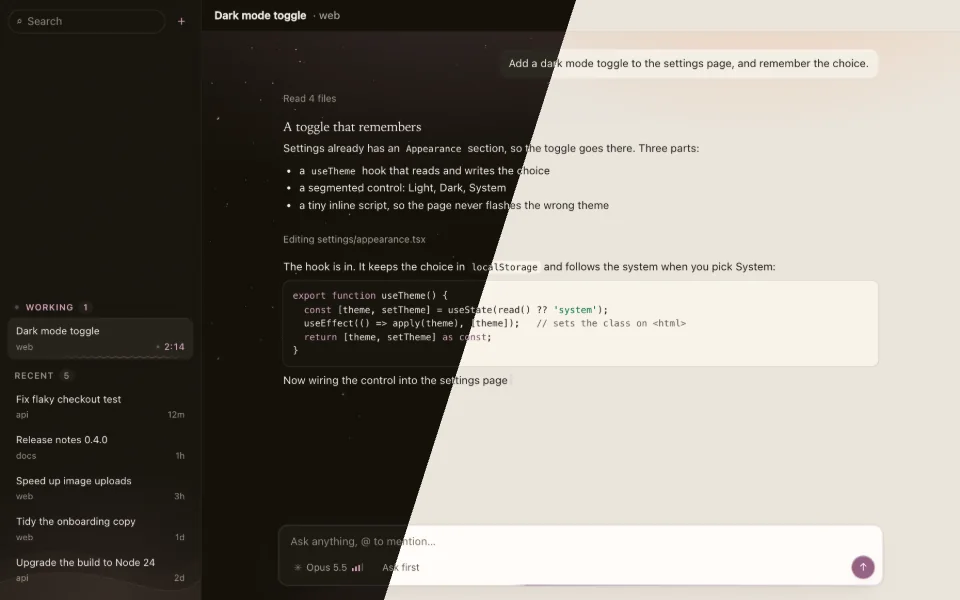 Search
+
Dark mode toggle · web
Add a dark mode toggle to the settings page, and remember the choice.
Read 4 files
A toggle that remembers
Settings already has an Appearance section, so the toggle goes there. Three parts:
• a useTheme hook that reads and writes the choice
• a segmented control: Light, Dark, System
• a tiny inline script, so the page never flashes the wrong theme
Editing settings/appearance.tsx
The hook is in. It keeps the choice in localStorage and follows the system when you pick System:
export function useTheme() {
const [theme, setTheme] = useState(read() ?? 'system');
useEffect(() => apply(theme), [theme]); // sets the class on <html>
return [theme, setTheme] as const;
}
Now wiring the control into the settings page
WORKING 1
Dark mode toggle
web 2:14
RECENT 5
Fix flaky checkout test
api 12m
Release notes 0.4.0
docs 1h
Speed up image uploads
web 3h
Tidy the onboarding copy
web 1d
Upgrade the build to Node 24
api 2d
Ask anything, @ to mention...
Opus 5.5 Ask first